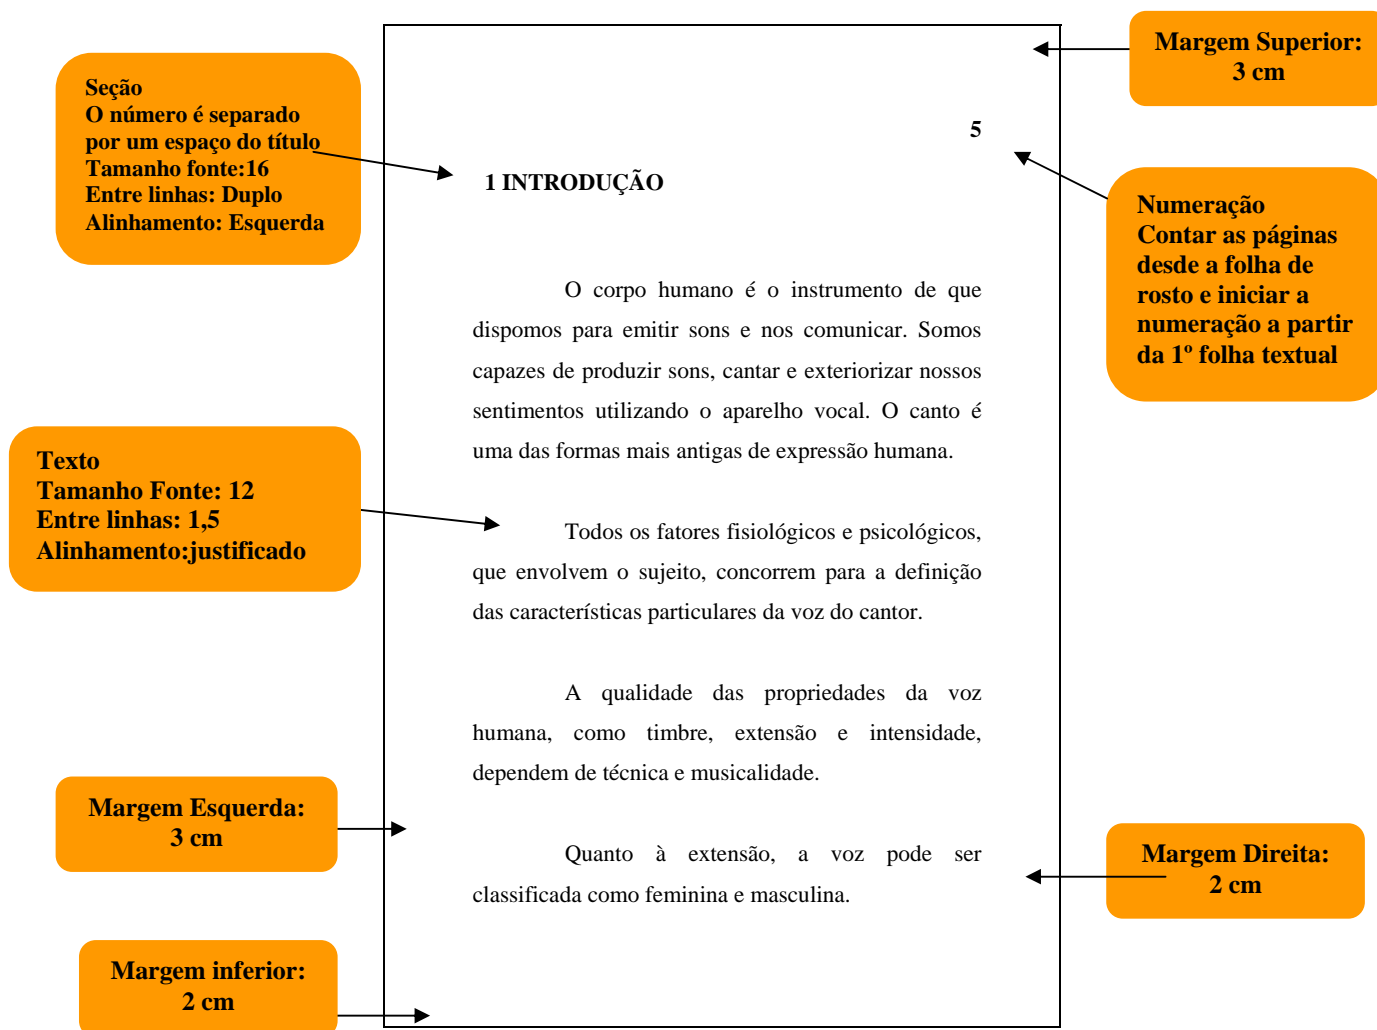 Margem Superior:
3 cm
Seção
O número é separado
por um espaço do título
Tamanho fonte:16
Entre linhas: Duplo
Alinhamento: Esquerda
5
1 INTRODUÇÃO
Numeração
Contar as páginas
desde a folha de
rosto e iniciar a
numeração a partir
da 1º folha textual
O corpo humano é o instrumento de que
dispomos para emitir sons e nos comunicar. Somos
capazes de produzir sons, cantar e exteriorizar nossos
sentimentos utilizando o aparelho vocal. O canto é
uma das formas mais antigas de expressão humana.
Texto
Tamanho Fonte: 12
Entre linhas: 1,5
Alinhamento:justificado
Todos os fatores fisiológicos e psicológicos,
que envolvem o sujeito, concorrem para a definição
das características particulares da voz do cantor.
A qualidade das propriedades da voz
humana, como timbre, extensão e intensidade,
dependem de técnica e musicalidade.
Margem Esquerda:
3 cm
Quanto à extensão, a voz pode ser
classificada como feminina e masculina.
Margem Direita:
2 cm
Margem inferior:
2 cm